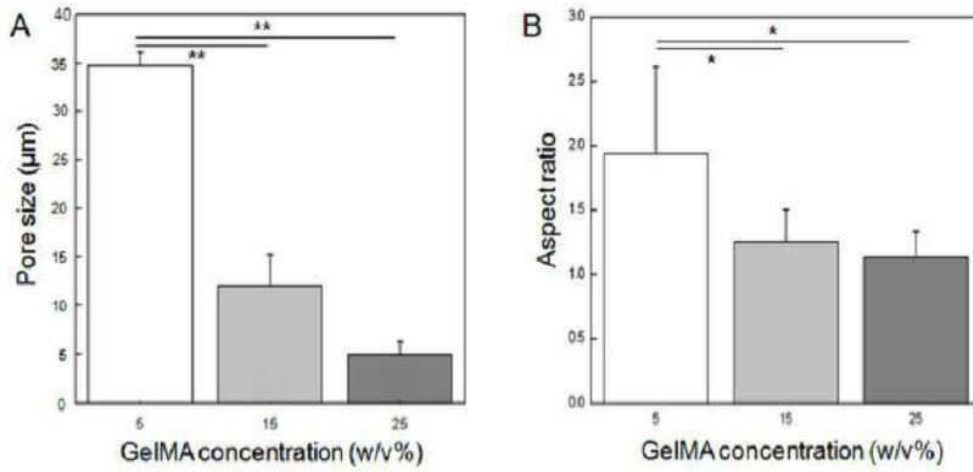 A
Pore size (µm)
40
35
30
25
20
15
10
5
0
**
**
5 15 25
GelMA concentration (w/v%)
B
Aspect ratio
3.0
2.5
2.0
1.5
1.0
0.5
0.0
*
*
5 15 25
GelMA concentration (w/v%)